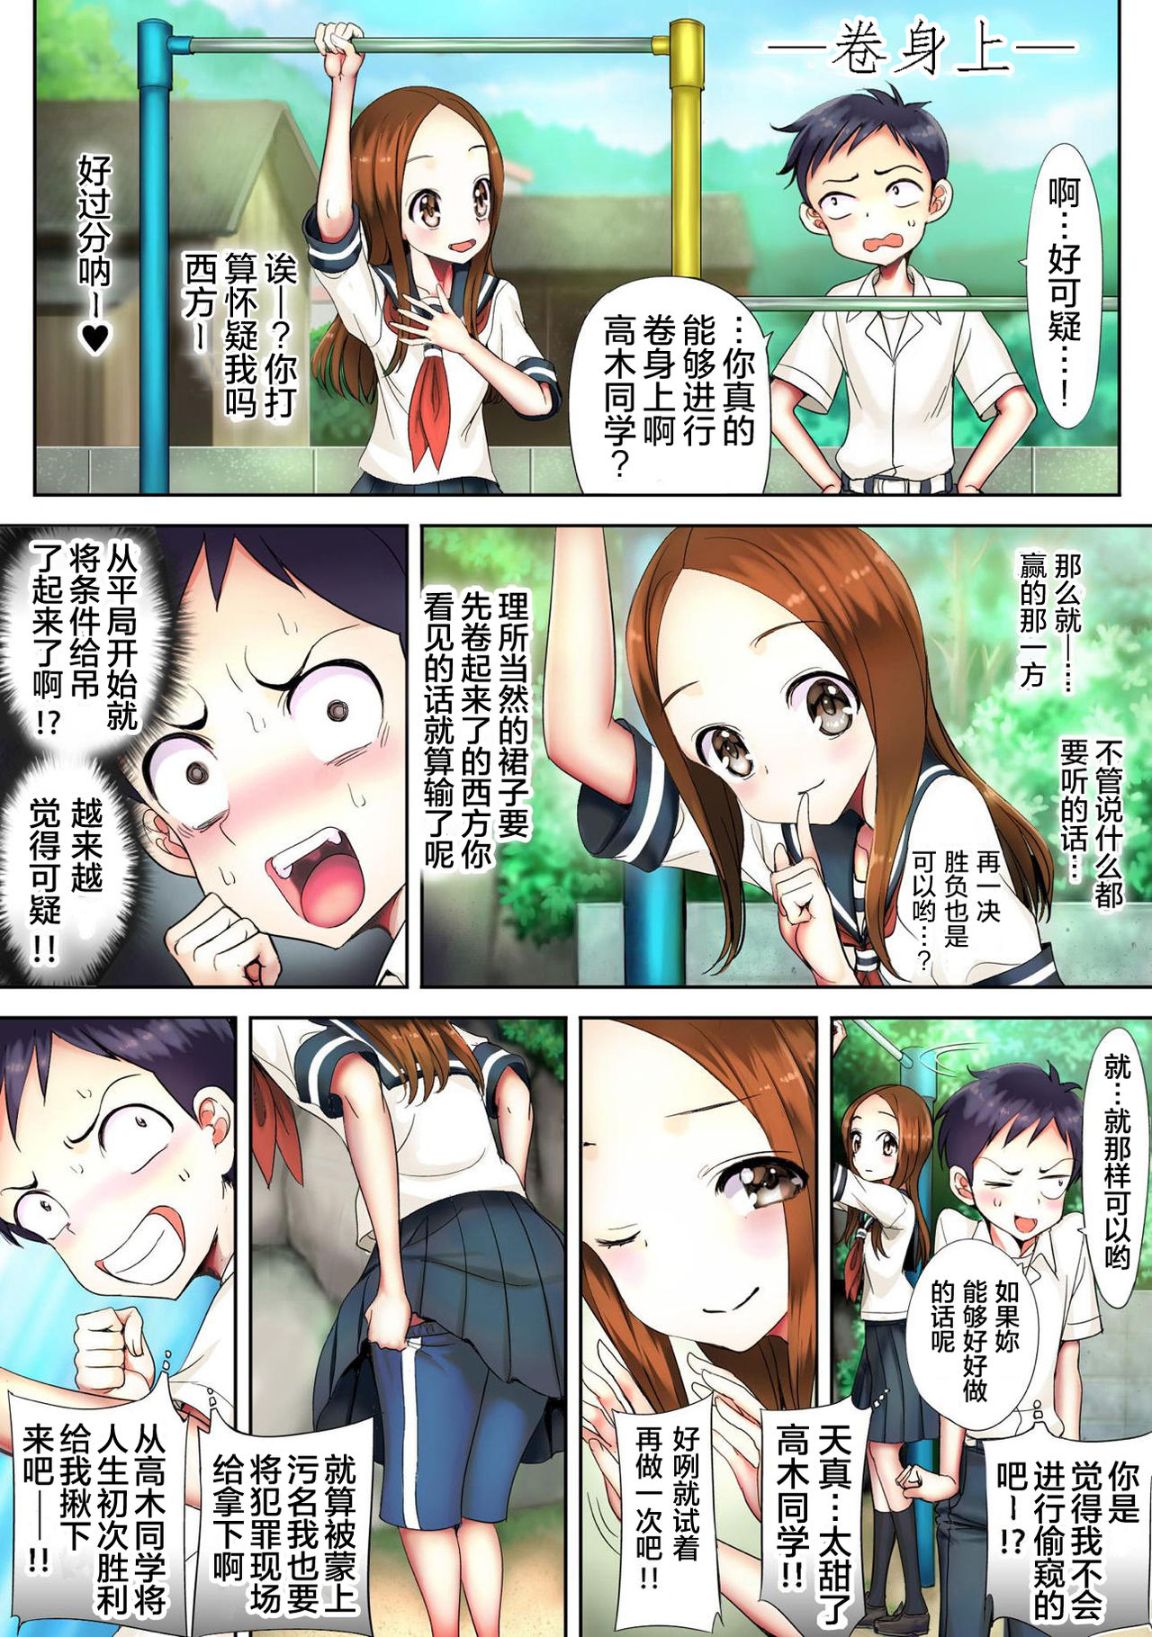 —卷身上—
啊…好可疑…！
…你真的
能够进行
卷身上啊
高木同学？
诶—？你打
算怀疑我吗
西方—
好过分呐—♥
那么就—…
赢的那一方
不管说什么都
要听的话…
再一决
胜负也是
可以哟…？
理所当然的裙子要
先卷起来了的西方你
看见的话就算输了呢
从平局开始就
将条件给吊
了起来了啊!?
越来越
觉得可疑!!
就…就那样可以哟
如果妳
能够好好做
的话呢
你是
觉得我不会
进行偷窥的
吧—!?
天真…太甜了
高木同学!!
好咧就试着
再做一次吧!!
就算被蒙上
污名我也要
将犯罪现场
给拿下啊
从高木同学将
人生初次胜利
给我揪下
来吧——!!